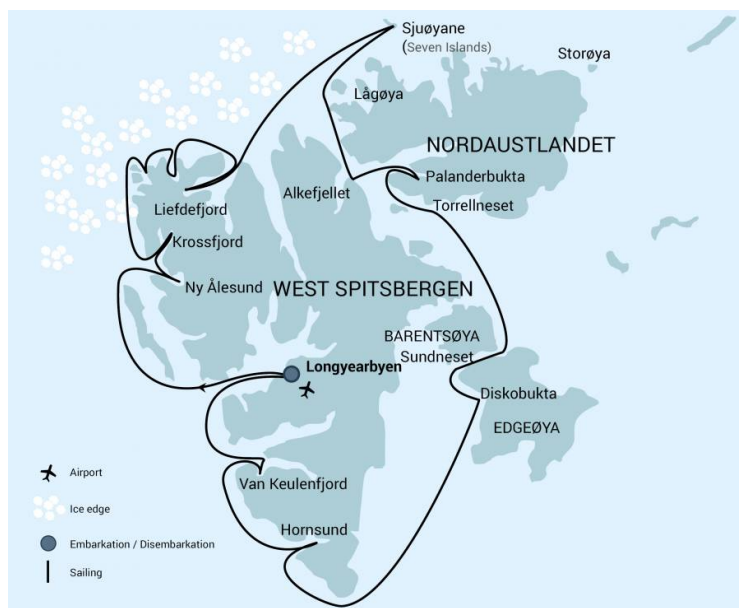 Sjuøyane
(Seven Islands)
Storøya
Lågøya
NORDAUSTLANDET
Palanderbukta
Alkefjellet
Liefdefjord
Torrellneset
Krossfjord
Ny Ålesund
WEST SPITSBERGEN
BARENTSØYA
Sundneset
Longyearbyen
Diskobukta
EDGEØYA
Van Keulenfjord
Hornsund
Airport
Ice edge
Embarkation / Disembarkation
Sailing